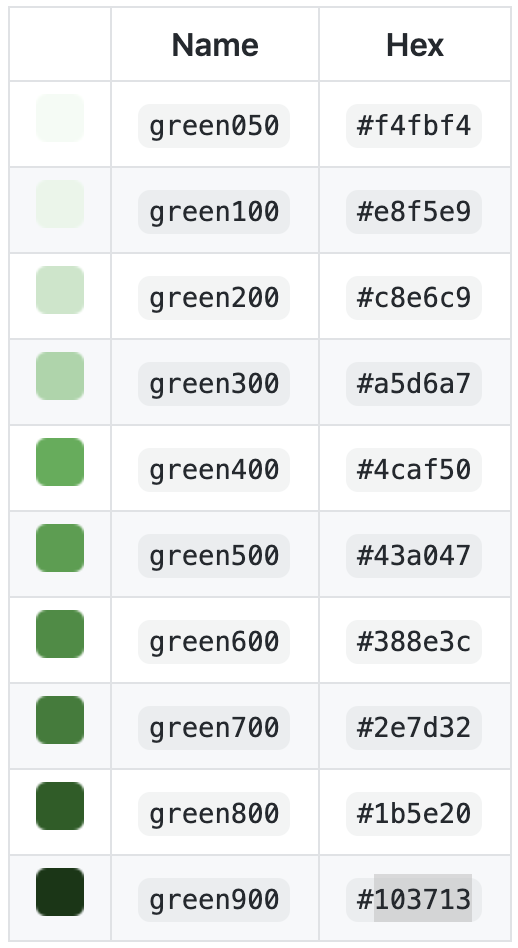 Name Hex
green050 #f4fbf4
green100 #e8f5e9
green200 #c8e6c9
green300 #a5d6a7
green400 #4caf50
green500 #43a047
green600 #388e3c
green700 #2e7d32
green800 #1b5e20
green900 #103713